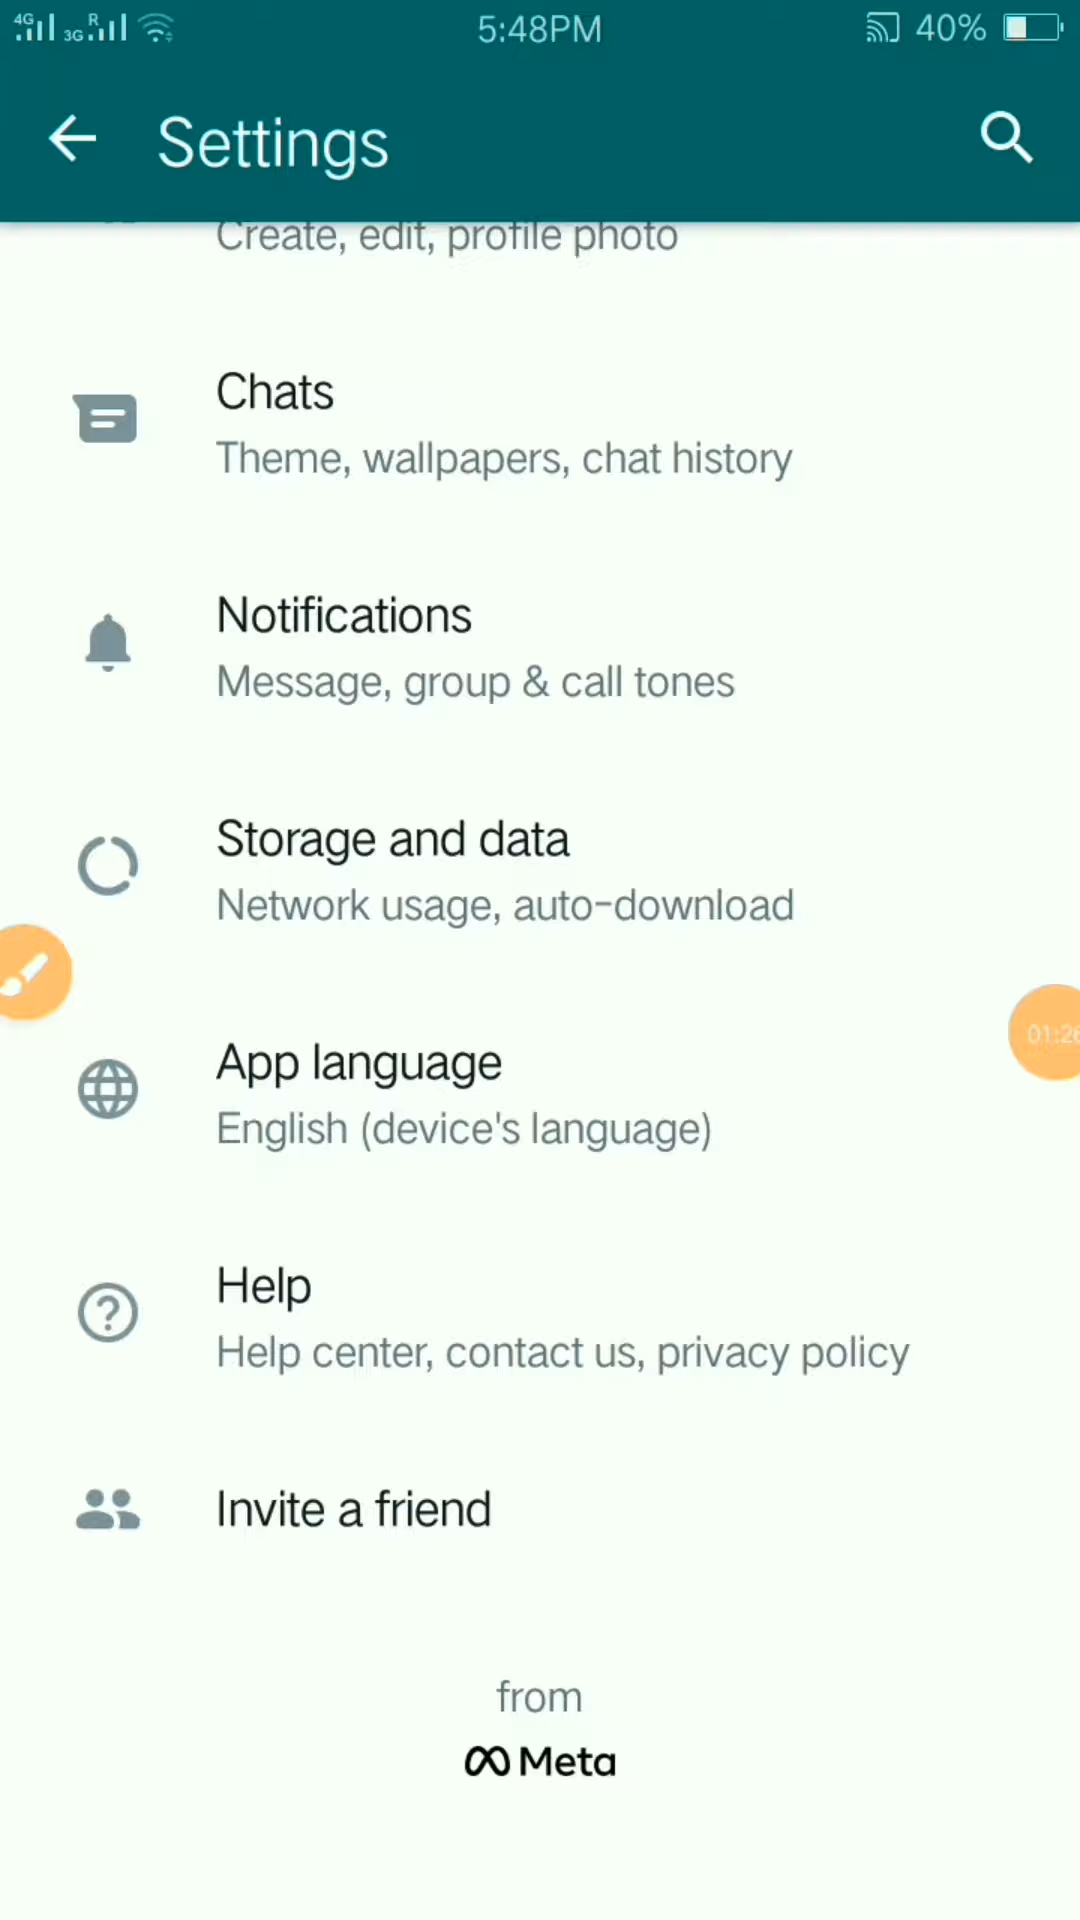 4G 3G R 5:48PM 40%
Settings
Create, edit, profile photo
Chats
Theme, wallpapers, chat history
Notifications
Message, group & call tones
Storage and data
Network usage, auto-download
App language
English (device's language)
Help
Help center, contact us, privacy policy
Invite a friend
from
Meta